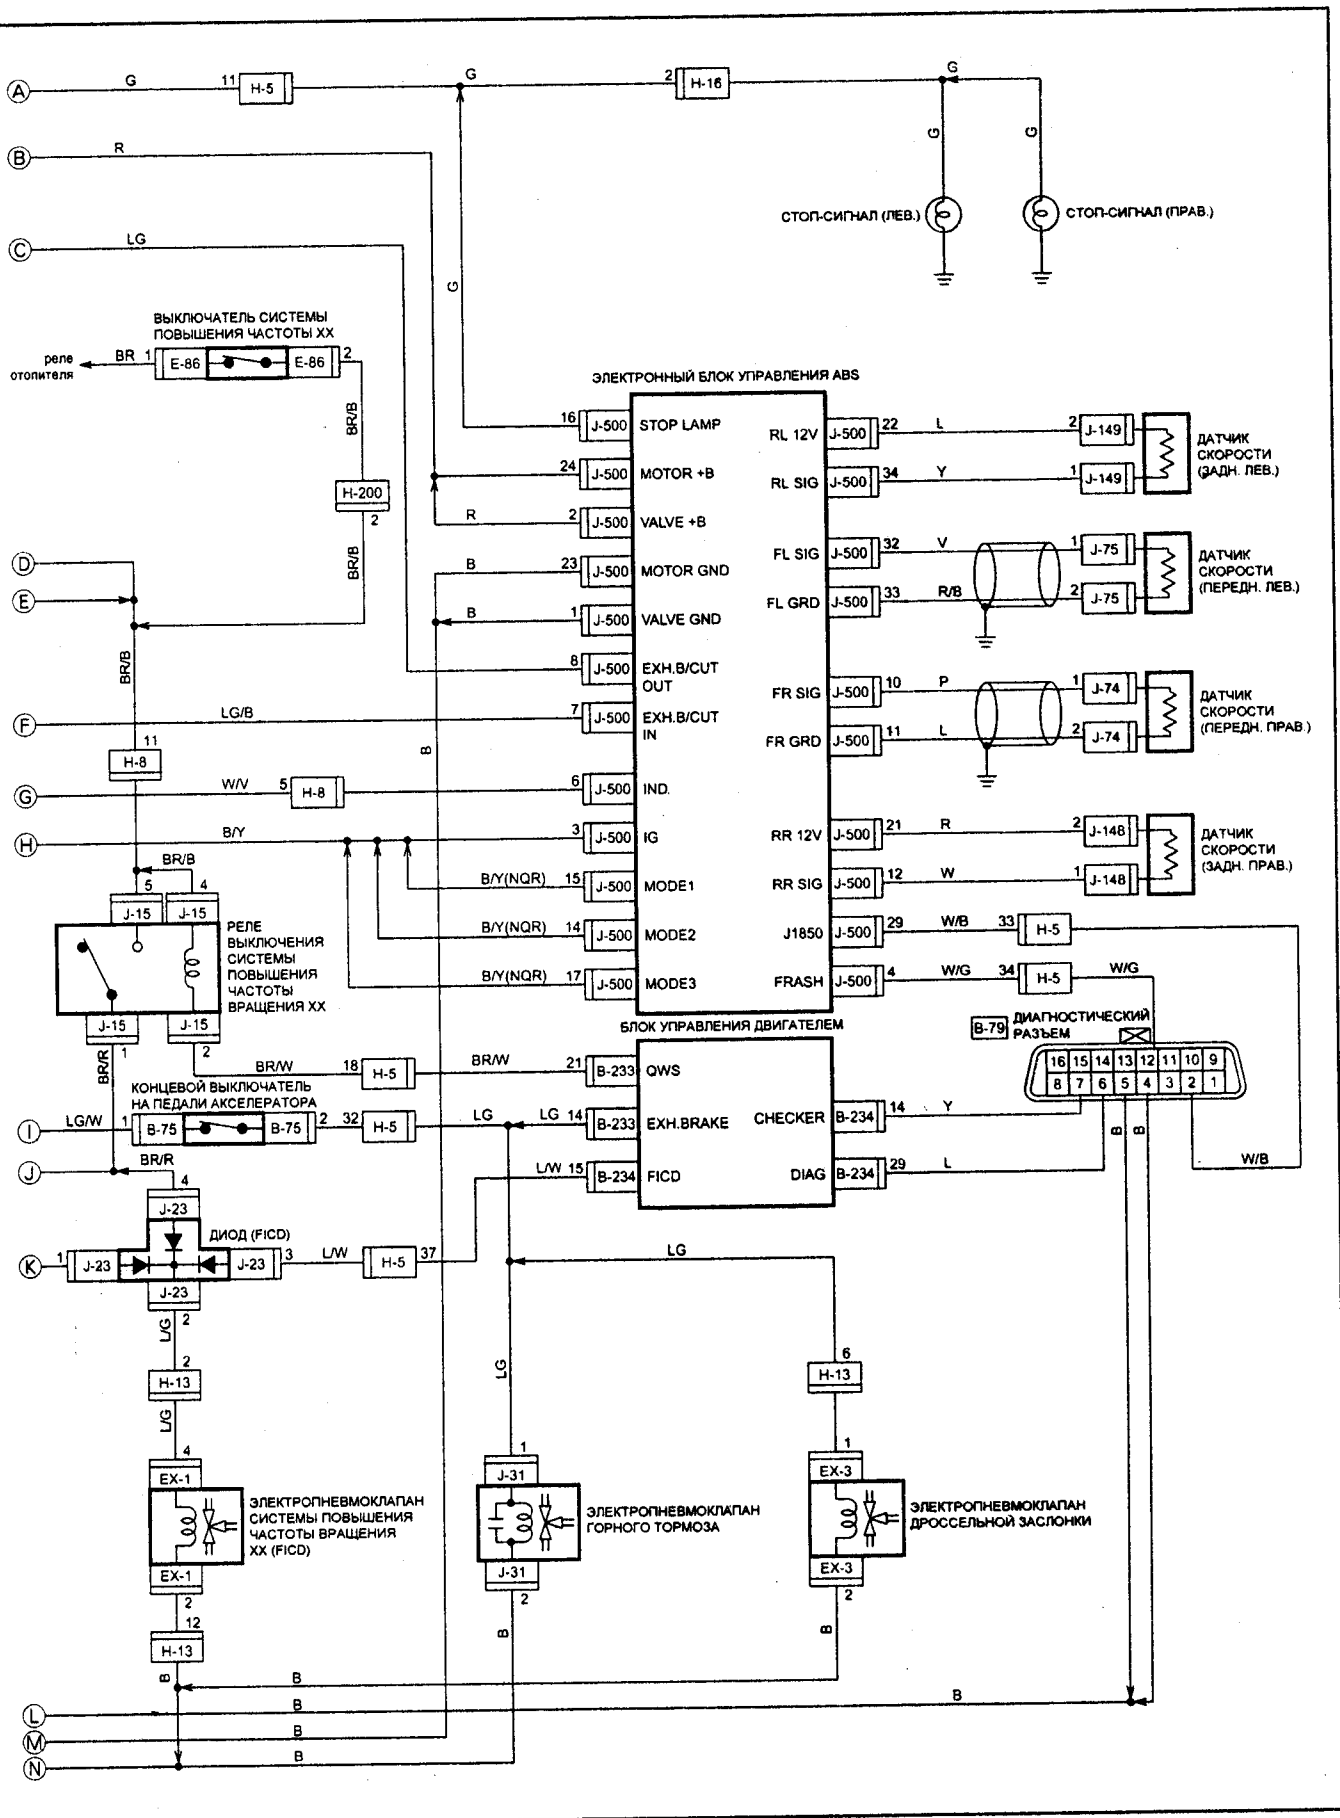 A G 11 H-5 G 2 H-16 G
G G
B R
СТОП-СИГНАЛ (ЛЕВ.) СТОП-СИГНАЛ (ПРАВ.)
C LG
G
ВЫКЛЮЧАТЕЛЬ СИСТЕМЫ
ПОВЫШЕНИЯ ЧАСТОТЫ ХХ
реле
отопителя
BR 1 E-86 E-86 2
BR/B
H-200
2
BR/B
ЭЛЕКТРОННЫЙ БЛОК УПРАВЛЕНИЯ ABS
16 J-500 STOP LAMP
24 J-500 MOTOR +B
R 2 J-500 VALVE +B
B 23 J-500 MOTOR GND
B 1 J-500 VALVE GND
8 J-500 EXH.B/CUT
OUT
7 J-500 EXH.B/CUT
IN
6 J-500 IND.
3 J-500 IG
B/Y(NQR) 15 J-500 MODE1
B/Y(NQR) 14 J-500 MODE2
B/Y(NQR) 17 J-500 MODE3
RL 12V J-500 22 L 2 J-149
RL SIG J-500 34 Y 1 J-149
ДАТЧИК
СКОРОСТИ
(ЗАДН. ЛЕВ.)
FL SIG J-500 32 V 1 J-75
FL GRD J-500 33 R/B 2 J-75
ДАТЧИК
СКОРОСТИ
(ПЕРЕДН. ЛЕВ.)
FR SIG J-500 10 P 1 J-74
FR GRD J-500 11 L 2 J-74
ДАТЧИК
СКОРОСТИ
(ПЕРЕДН. ПРАВ.)
RR 12V J-500 21 R 2 J-148
RR SIG J-500 12 W 1 J-148
ДАТЧИК
СКОРОСТИ
(ЗАДН. ПРАВ.)
J1850 J-500 29 W/B 33 H-5
FRASH J-500 4 W/G 34 H-5 W/G
D
E
BR/B
F LG/B
B
11
H-8
G W/V 5 H-8
H B/Y
BR/B
5 4
J-15 J-15
РЕЛЕ
ВЫКЛЮЧЕНИЯ
СИСТЕМЫ
ПОВЫШЕНИЯ
ЧАСТОТЫ
ВРАЩЕНИЯ ХХ
J-15 J-15
1 2
BR/R
BR/W 18 H-5 BR/W 21 B-233 QWS
БЛОК УПРАВЛЕНИЯ ДВИГАТЕЛЕМ
B-79 ДИАГНОСТИЧЕСКИЙ
РАЗЪЕМ
16 15 14 13 12 11 10 9
8 7 6 5 4 3 2 1
КОНЦЕВОЙ ВЫКЛЮЧАТЕЛЬ
НА ПЕДАЛИ АКСЕЛЕРАТОРА
I LG/W 1 B-75 B-75 2 32 H-5 LG LG 14 B-233 EXH.BRAKE
CHECKER B-234 14 Y
B B
J BR/R
L/W 15 B-234 FICD
DIAG B-234 29 L
W/B
4
J-23
ДИОД (FICD)
K 1 J-23 J-23 3 L/W H-5 37
LG
J-23
2
L/G
2
H-13
L/G
4
EX-1
ЭЛЕКТРОПНЕВМОКЛАПАН
СИСТЕМЫ ПОВЫШЕНИЯ
ЧАСТОТЫ ВРАЩЕНИЯ
ХХ (FICD)
EX-1
2
12
H-13
B
LG
1
J-31
ЭЛЕКТРОПНЕВМОКЛАПАН
ГОРНОГО ТОРМОЗА
J-31
2
B
6
H-13
1
EX-3
ЭЛЕКТРОПНЕВМОКЛАПАН
ДРОССЕЛЬНОЙ ЗАСЛОНКИ
EX-3
2
B
B
L B B
M B
N B